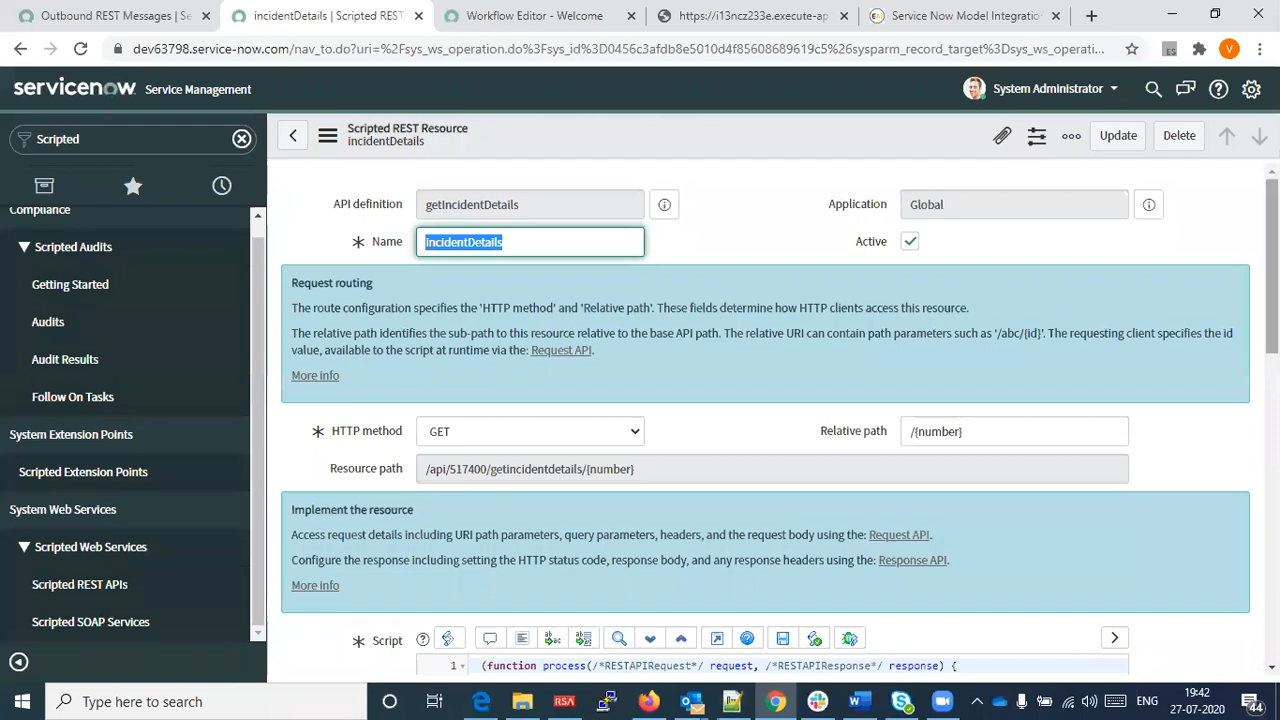 Outbound REST Messages | Se
incidentDetails | Scripted REST
Workflow Editor - Welcome
https://i13ncz233e.execute-ap
Service Now Model Integration
dev63798.service-now.com/nav_to.do?uri=%2Fsys_ws_operation.do%3Fsys_id%3D0456c3afdb8e5010d4f85608689619c5%26sysparm_record_target%3Dsys_ws_operati...
ES
V
servicenow Service Management
System Administrator
Scripted
Scripted REST Resource
incidentDetails
Update
Delete
Compliance
Scripted Audits
Getting Started
Audits
Audit Results
Follow On Tasks
System Extension Points
Scripted Extension Points
System Web Services
Scripted Web Services
Scripted REST APIs
Scripted SOAP Services
API definition getIncidentDetails
Application Global
Name incidentDetails
Active
Request routing
The route configuration specifies the 'HTTP method' and 'Relative path'. These fields determine how HTTP clients access this resource.
The relative path identifies the sub-path to this resource relative to the base API path. The relative URI can contain path parameters such as '/abc/{id}'. The requesting client specifies the id
value, available to the script at runtime via the: Request API.
More info
HTTP method GET
Relative path /{number}
Resource path /api/517400/getincidentdetails/{number}
Implement the resource
Access request details including URI path parameters, query parameters, headers, and the request body using the: Request API.
Configure the response including setting the HTTP status code, response body, and any response headers using the: Response API.
More info
Script
1 (function process(/*RESTAPIRequest*/ request, /*RESTAPIResponse*/ response) {
Type here to search
RSA
ENG
19:42
27-07-2020
44